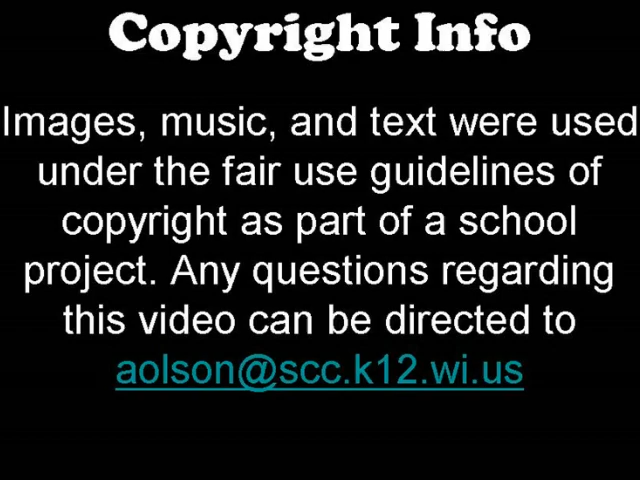 Copyright Info
Images, music, and text were used
under the fair use guidelines of
copyright as part of a school
project. Any questions regarding
this video can be directed to
aolson@scc.k12.wi.us